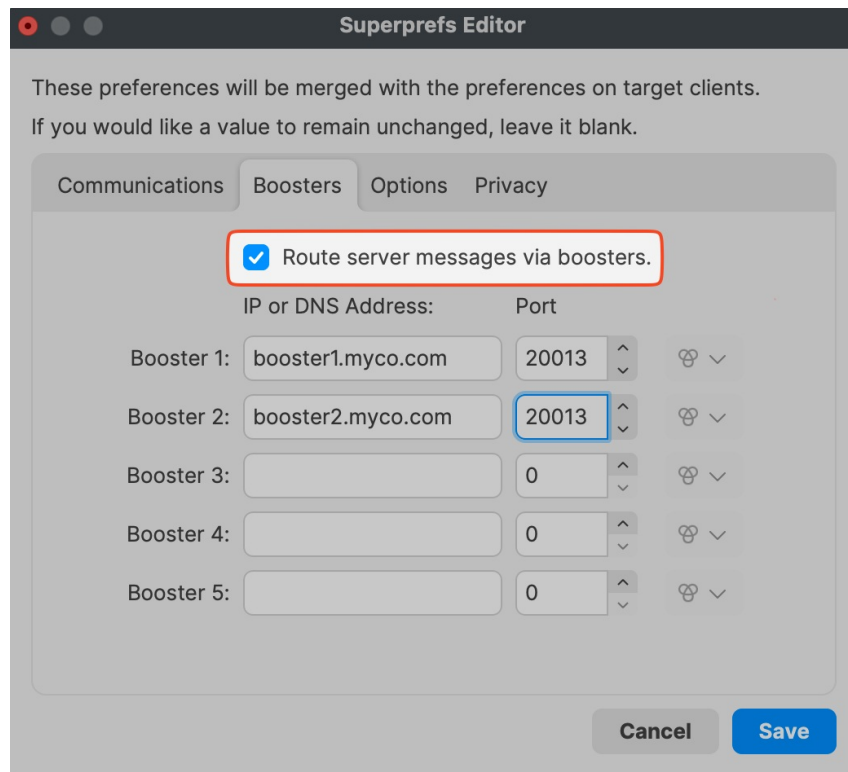 Superprefs Editor
These preferences will be merged with the preferences on target clients.
If you would like a value to remain unchanged, leave it blank.
Communications Boosters Options Privacy
Route server messages via boosters.
IP or DNS Address: Port
Booster 1: booster1.myco.com 20013
Booster 2: booster2.myco.com 20013
Booster 3: 0
Booster 4: 0
Booster 5: 0
Cancel Save